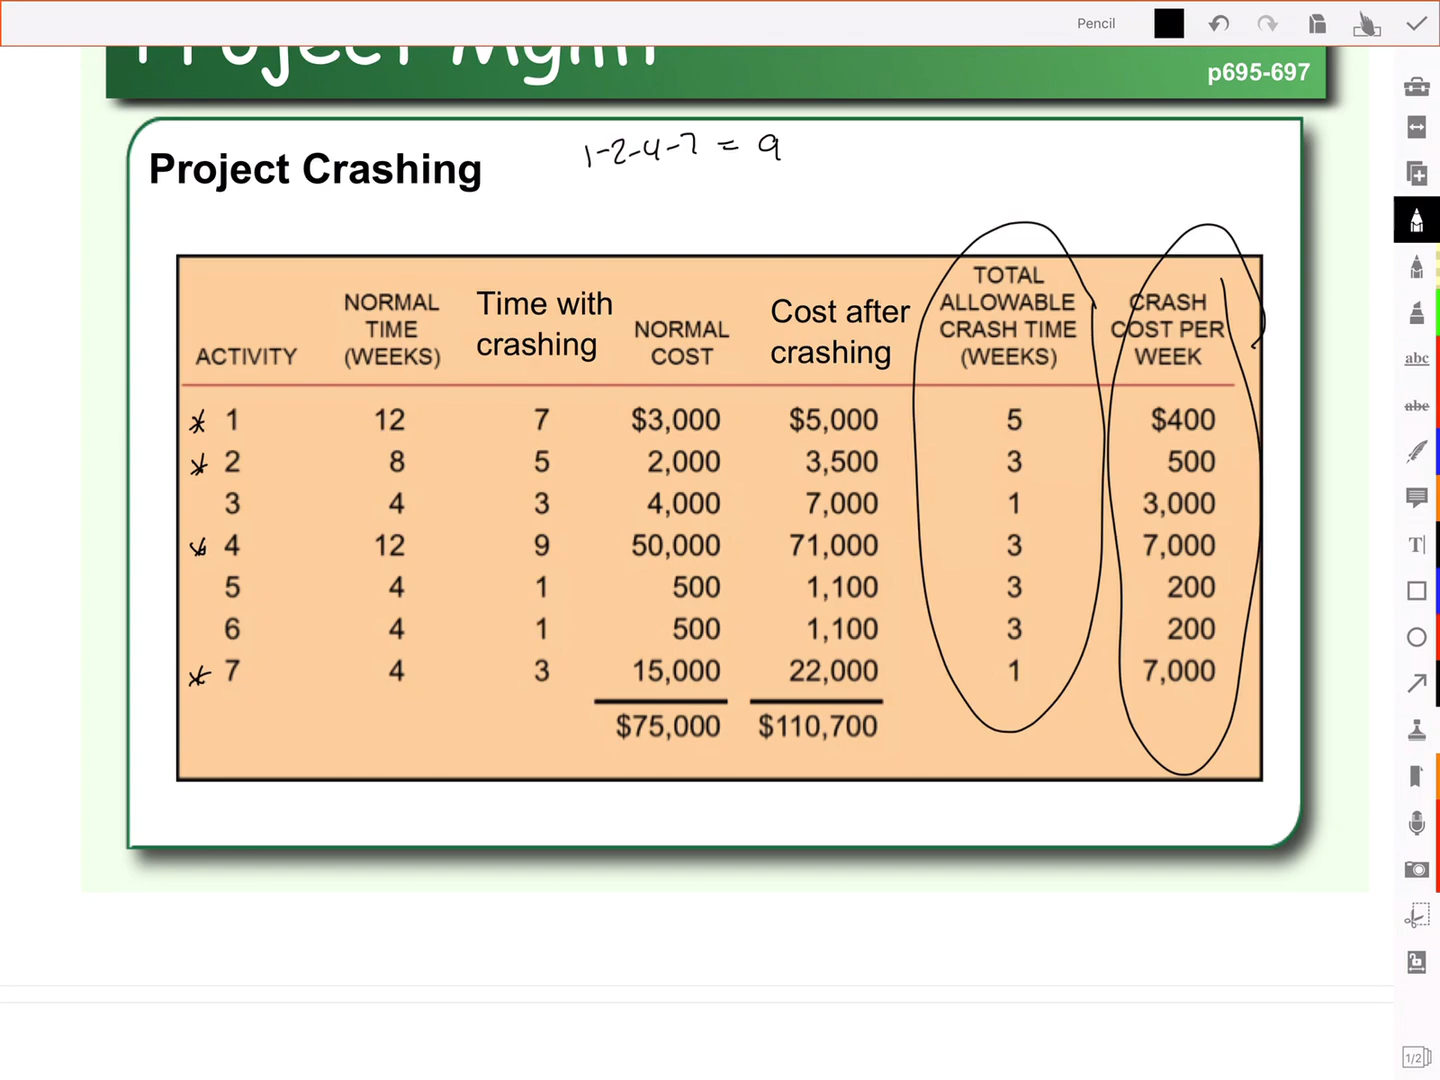 Pencil
Project Mgmt
p695-697
1-2-4-7 = 9
Project Crashing
ACTIVITY NORMAL TIME (WEEKS) Time with crashing NORMAL COST Cost after crashing TOTAL ALLOWABLE CRASH TIME (WEEKS) CRASH COST PER WEEK
* 1 12 7 $3,000 $5,000 5 $400
* 2 8 5 2,000 3,500 3 500
3 4 3 4,000 7,000 1 3,000
* 4 12 9 50,000 71,000 3 7,000
5 4 1 500 1,100 3 200
6 4 1 500 1,100 3 200
* 7 4 3 15,000 22,000 1 7,000
$75,000 $110,700
abc
abc
T
1/2